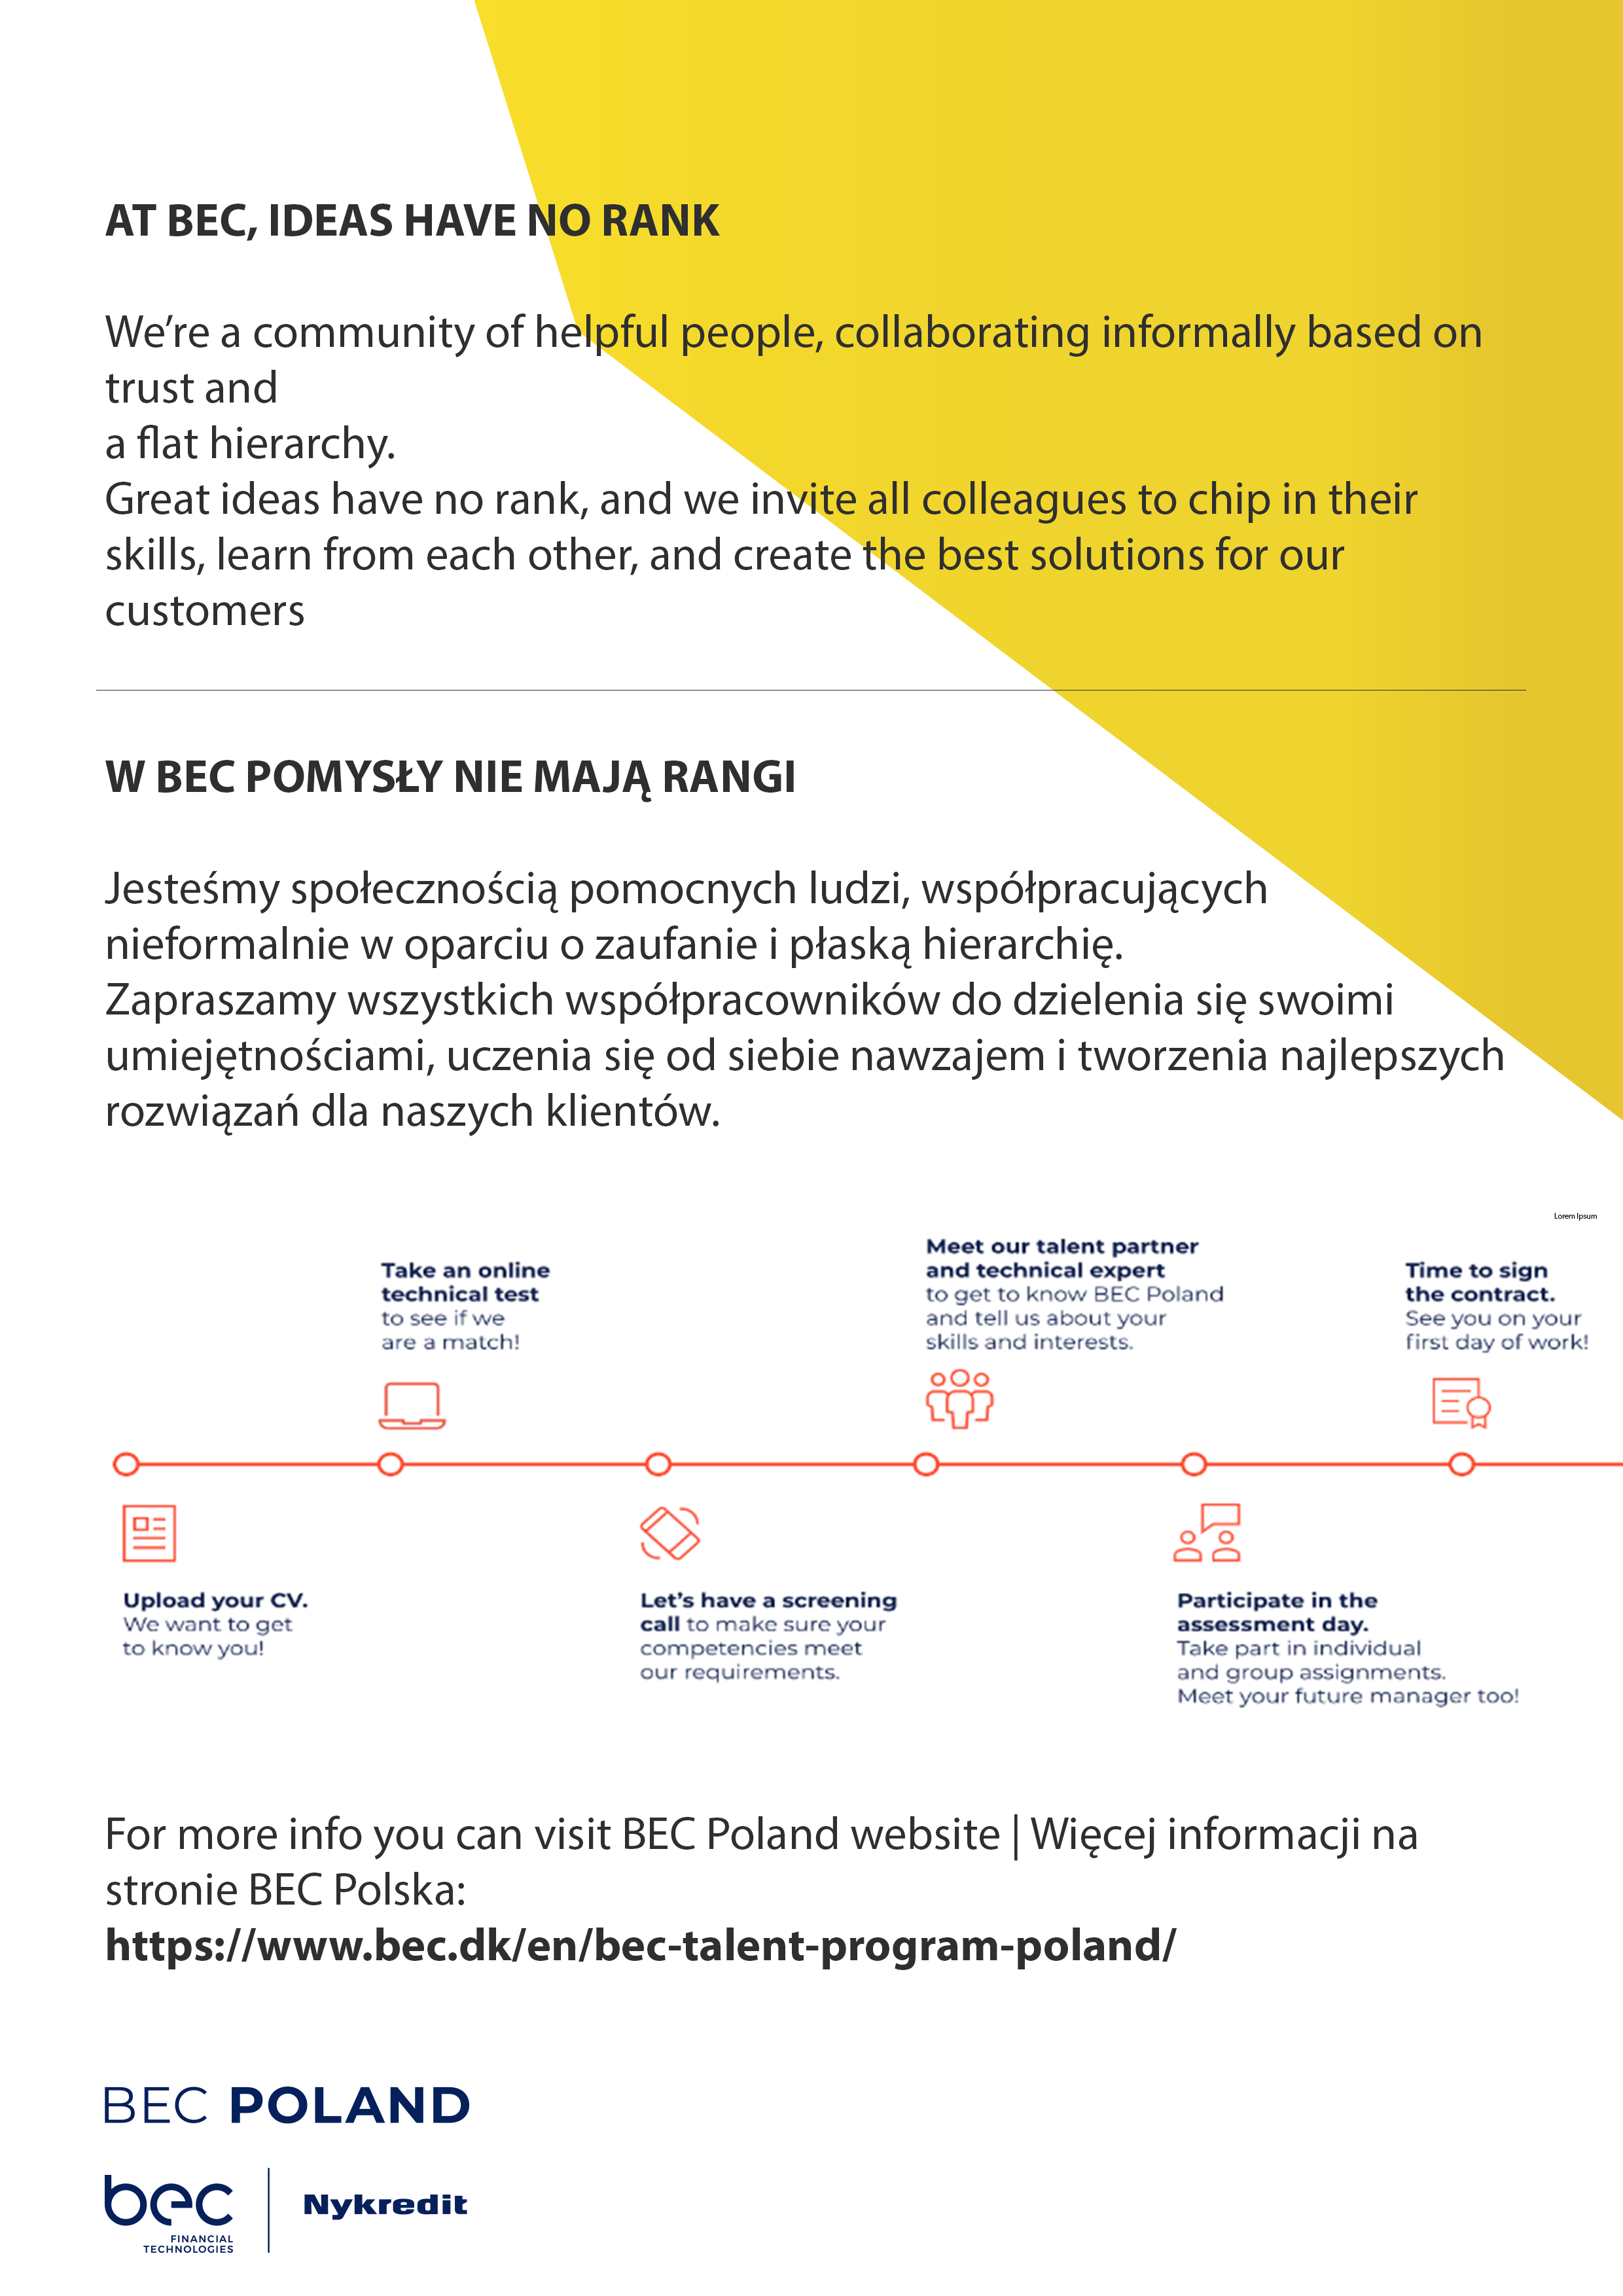 AT BEC, IDEAS HAVE NO RANK
We’re a community of helpful people, collaborating informally based on
trust and
a flat hierarchy.
Great ideas have no rank, and we invite all colleagues to chip in their
skills, learn from each other, and create the best solutions for our
customers
W BEC POMYSŁY NIE MAJĄ RANGI
Jesteśmy społecznością pomocnych ludzi, współpracujących
nieformalnie w oparciu o zaufanie i płaską hierarchię.
Zapraszamy wszystkich współpracowników do dzielenia się swoimi
umiejętnościami, uczenia się od siebie nawzajem i tworzenia najlepszych
rozwiązań dla naszych klientów.
Lorem Ipsum
Upload your CV.
We want to get
to know you!
Take an online
technical test
to see if we
are a match!
Let’s have a screening
call to make sure your
competencies meet
our requirements.
Meet our talent partner
and technical expert
to get to know BEC Poland
and tell us about your
skills and interests.
Participate in the
assessment day.
Take part in individual
and group assignments.
Meet your future manager too!
Time to sign
the contract.
See you on your
first day of work!
For more info you can visit BEC Poland website | Więcej informacji na
stronie BEC Polska:
https://www.bec.dk/en/bec-talent-program-poland/
BEC POLAND
bec
FINANCIAL
TECHNOLOGIES
Nykredit